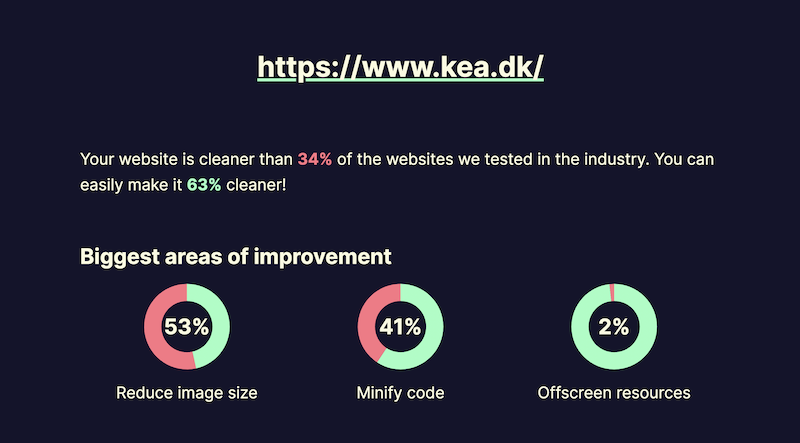 https://www.kea.dk/
Your website is cleaner than 34% of the websites we tested in the industry. You can
easily make it 63% cleaner!
Biggest areas of improvement
53% 41% 2%
Reduce image size Minify code Offscreen resources